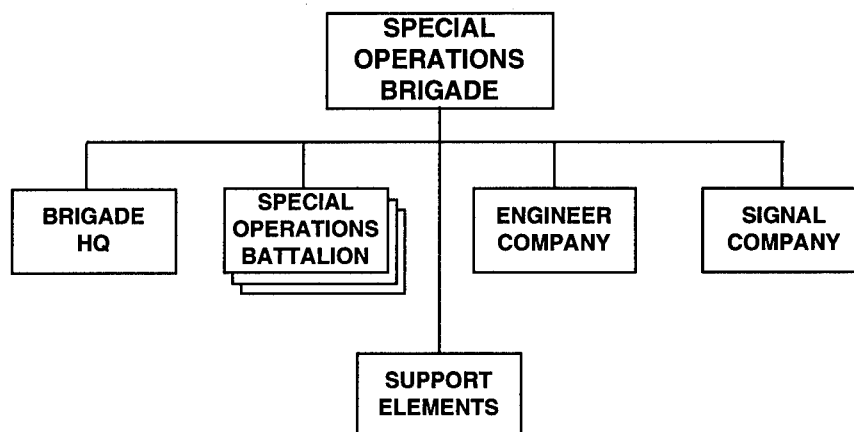 SPECIAL
OPERATIONS
BRIGADE
BRIGADE
HQ
SPECIAL
OPERATIONS
BATTALION
ENGINEER
COMPANY
SIGNAL
COMPANY
SUPPORT
ELEMENTS